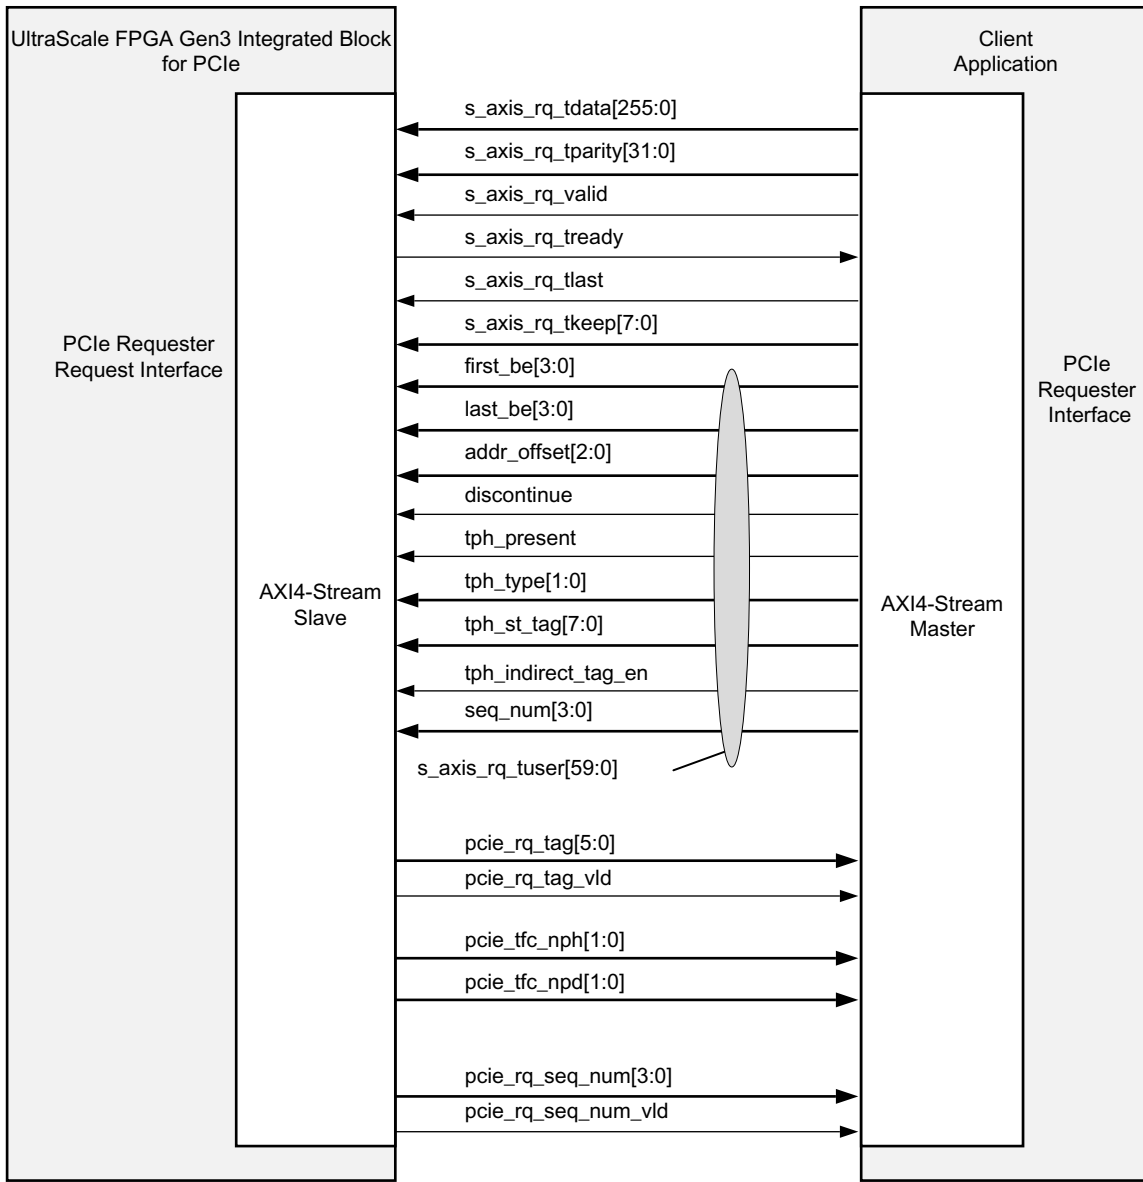 UltraScale FPGA Gen3 Integrated Block
for PCIe
Client
Application
s_axis_rq_tdata[255:0]
s_axis_rq_tparity[31:0]
s_axis_rq_valid
s_axis_rq_tready
s_axis_rq_tlast
s_axis_rq_tkeep[7:0]
PCIe Requester
Request Interface
first_be[3:0]
last_be[3:0]
addr_offset[2:0]
discontinue
tph_present
tph_type[1:0]
tph_st_tag[7:0]
tph_indirect_tag_en
seq_num[3:0]
s_axis_rq_tuser[59:0]
PCIe
Requester
Interface
AXI4-Stream
Slave
AXI4-Stream
Master
pcie_rq_tag[5:0]
pcie_rq_tag_vld
pcie_tfc_nph[1:0]
pcie_tfc_npd[1:0]
pcie_rq_seq_num[3:0]
pcie_rq_seq_num_vld